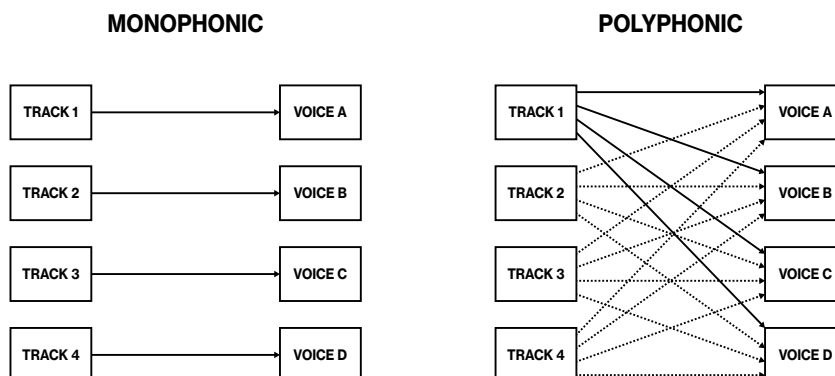 MONOPHONIC
TRACK 1 VOICE A
TRACK 2 VOICE B
TRACK 3 VOICE C
TRACK 4 VOICE D
POLYPHONIC
TRACK 1 VOICE A
TRACK 2 VOICE B
TRACK 3 VOICE C
TRACK 4 VOICE D